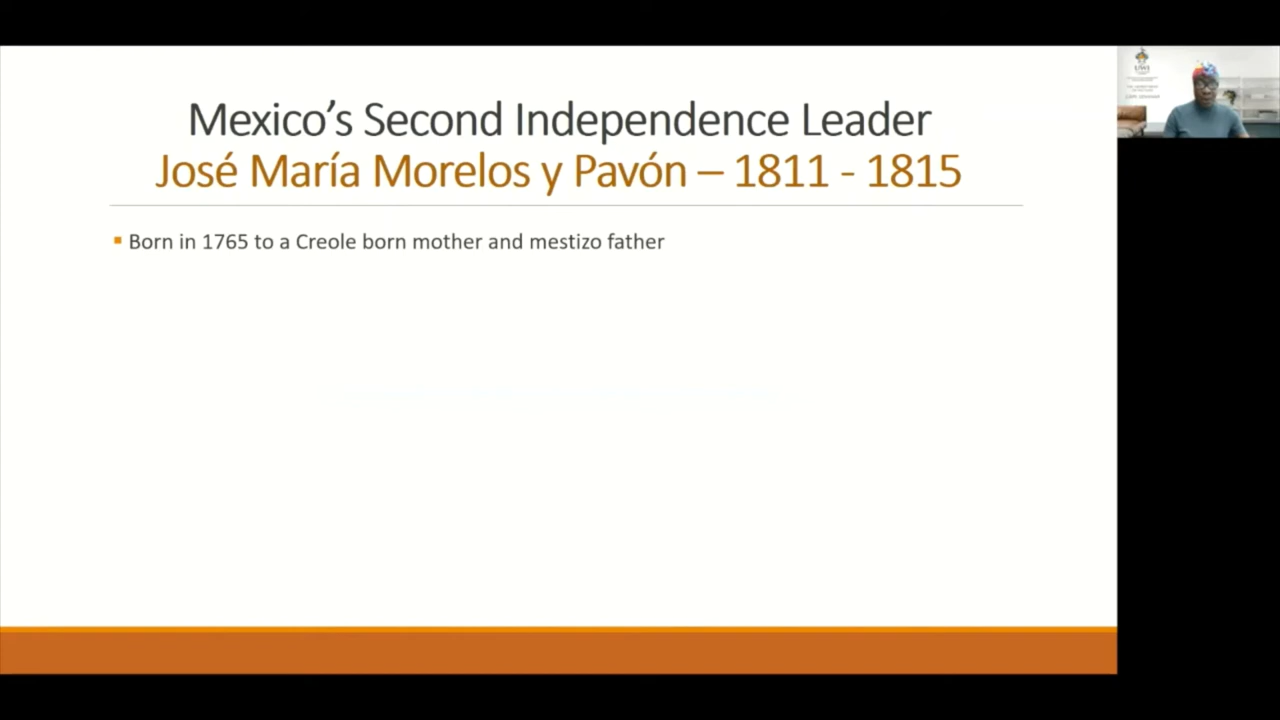 Mexico's Second Independence Leader
José María Morelos y Pavón – 1811 - 1815
Born in 1765 to a Creole born mother and mestizo father